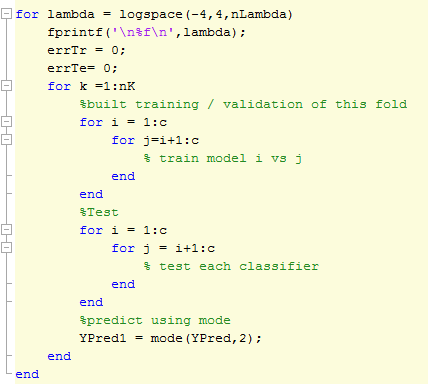 for lambda = logspace(-4,4,nLambda)
    fprintf('\n%f\n',lambda);
    errTr = 0;
    errTe= 0;
    for k =1:nK
        %built training / validation of this fold
        for i = 1:c
            for j=i+1:c
                % train model i vs j
            end
        end
        %Test
        for i = 1:c
            for j = i+1:c
                % test each classifier
            end
        end
        %predict using mode
        YPred1 = mode(YPred,2);
    end
end